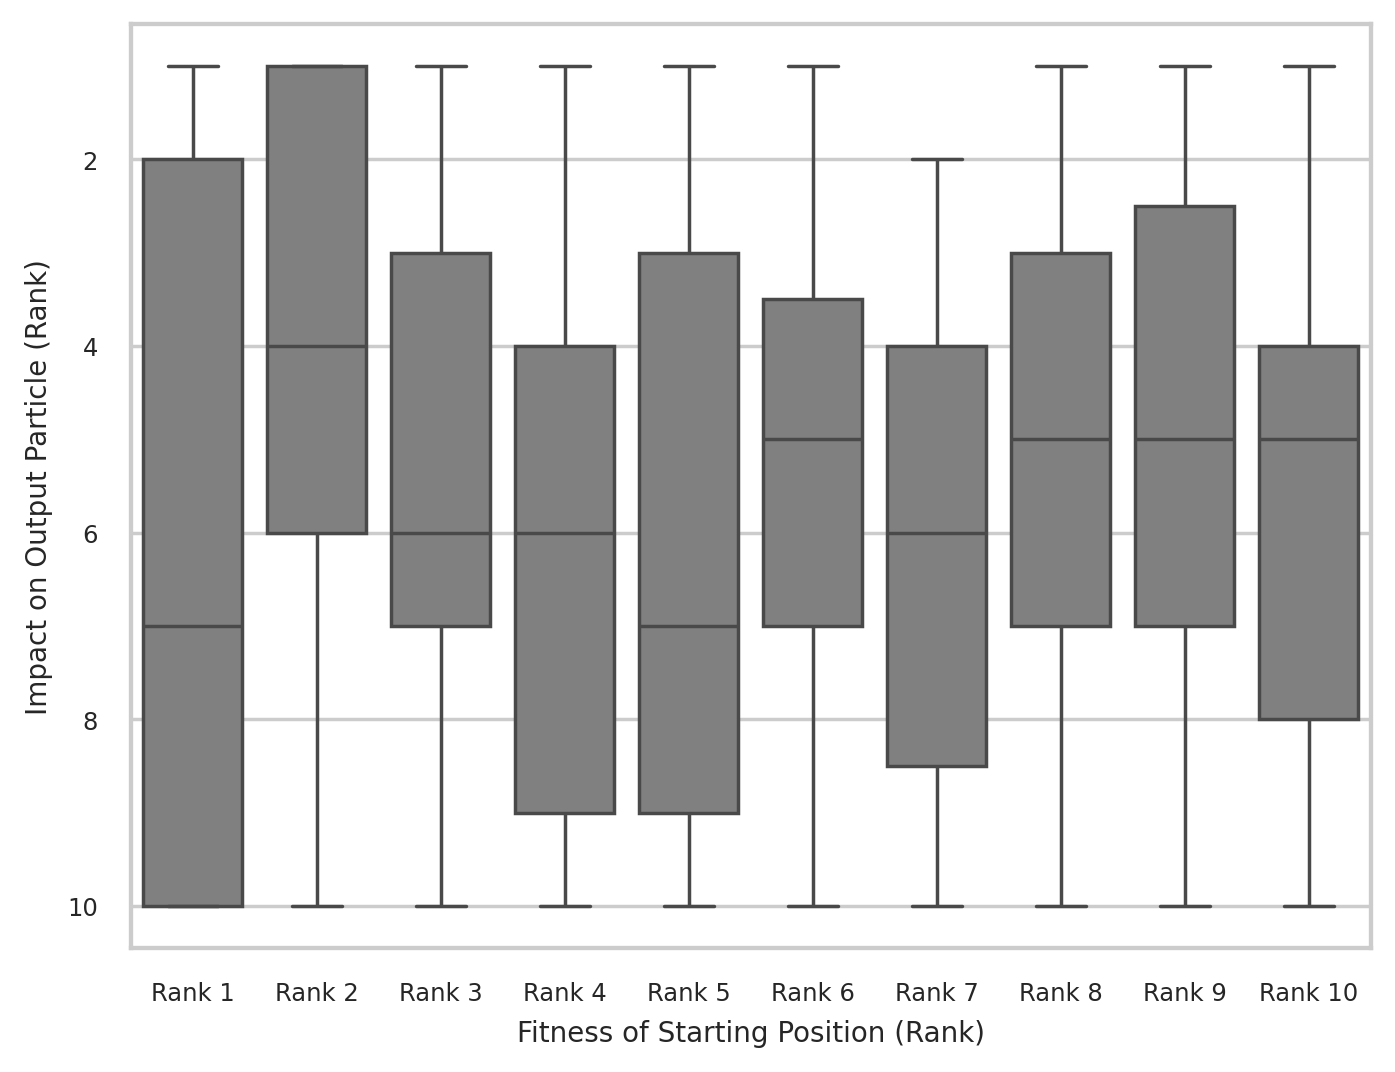 Impact on Output Particle (Rank)
2
4
6
8
10
Rank 1 Rank 2 Rank 3 Rank 4 Rank 5 Rank 6 Rank 7 Rank 8 Rank 9 Rank 10
Fitness of Starting Position (Rank)